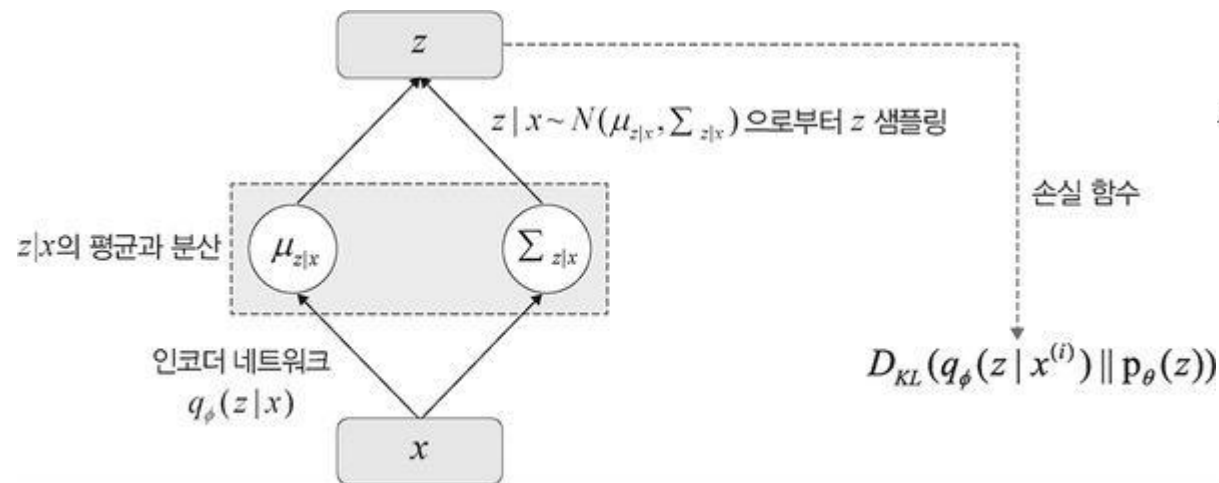 z
z | x ~ N(μ_{z|x}, Σ_{z|x}) 으로부터 z 샘플링
손실 함수
z|x의 평균과 분산
μ_{z|x}
Σ_{z|x}
인코더 네트워크
q_ϕ(z | x)
D_{KL}(q_ϕ(z | x^{(i)}) || p_θ(z))
x